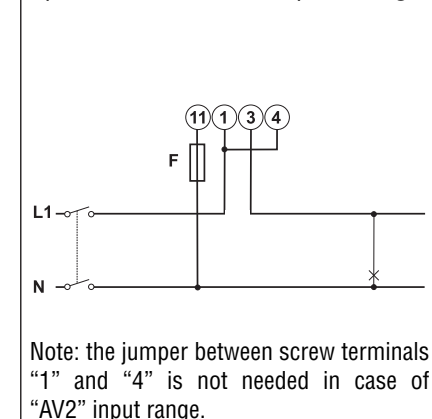 11 1 3 4
F
L1
N
Note: the jumper between screw terminals
“1” and “4” is not needed in case of
“AV2” input range.